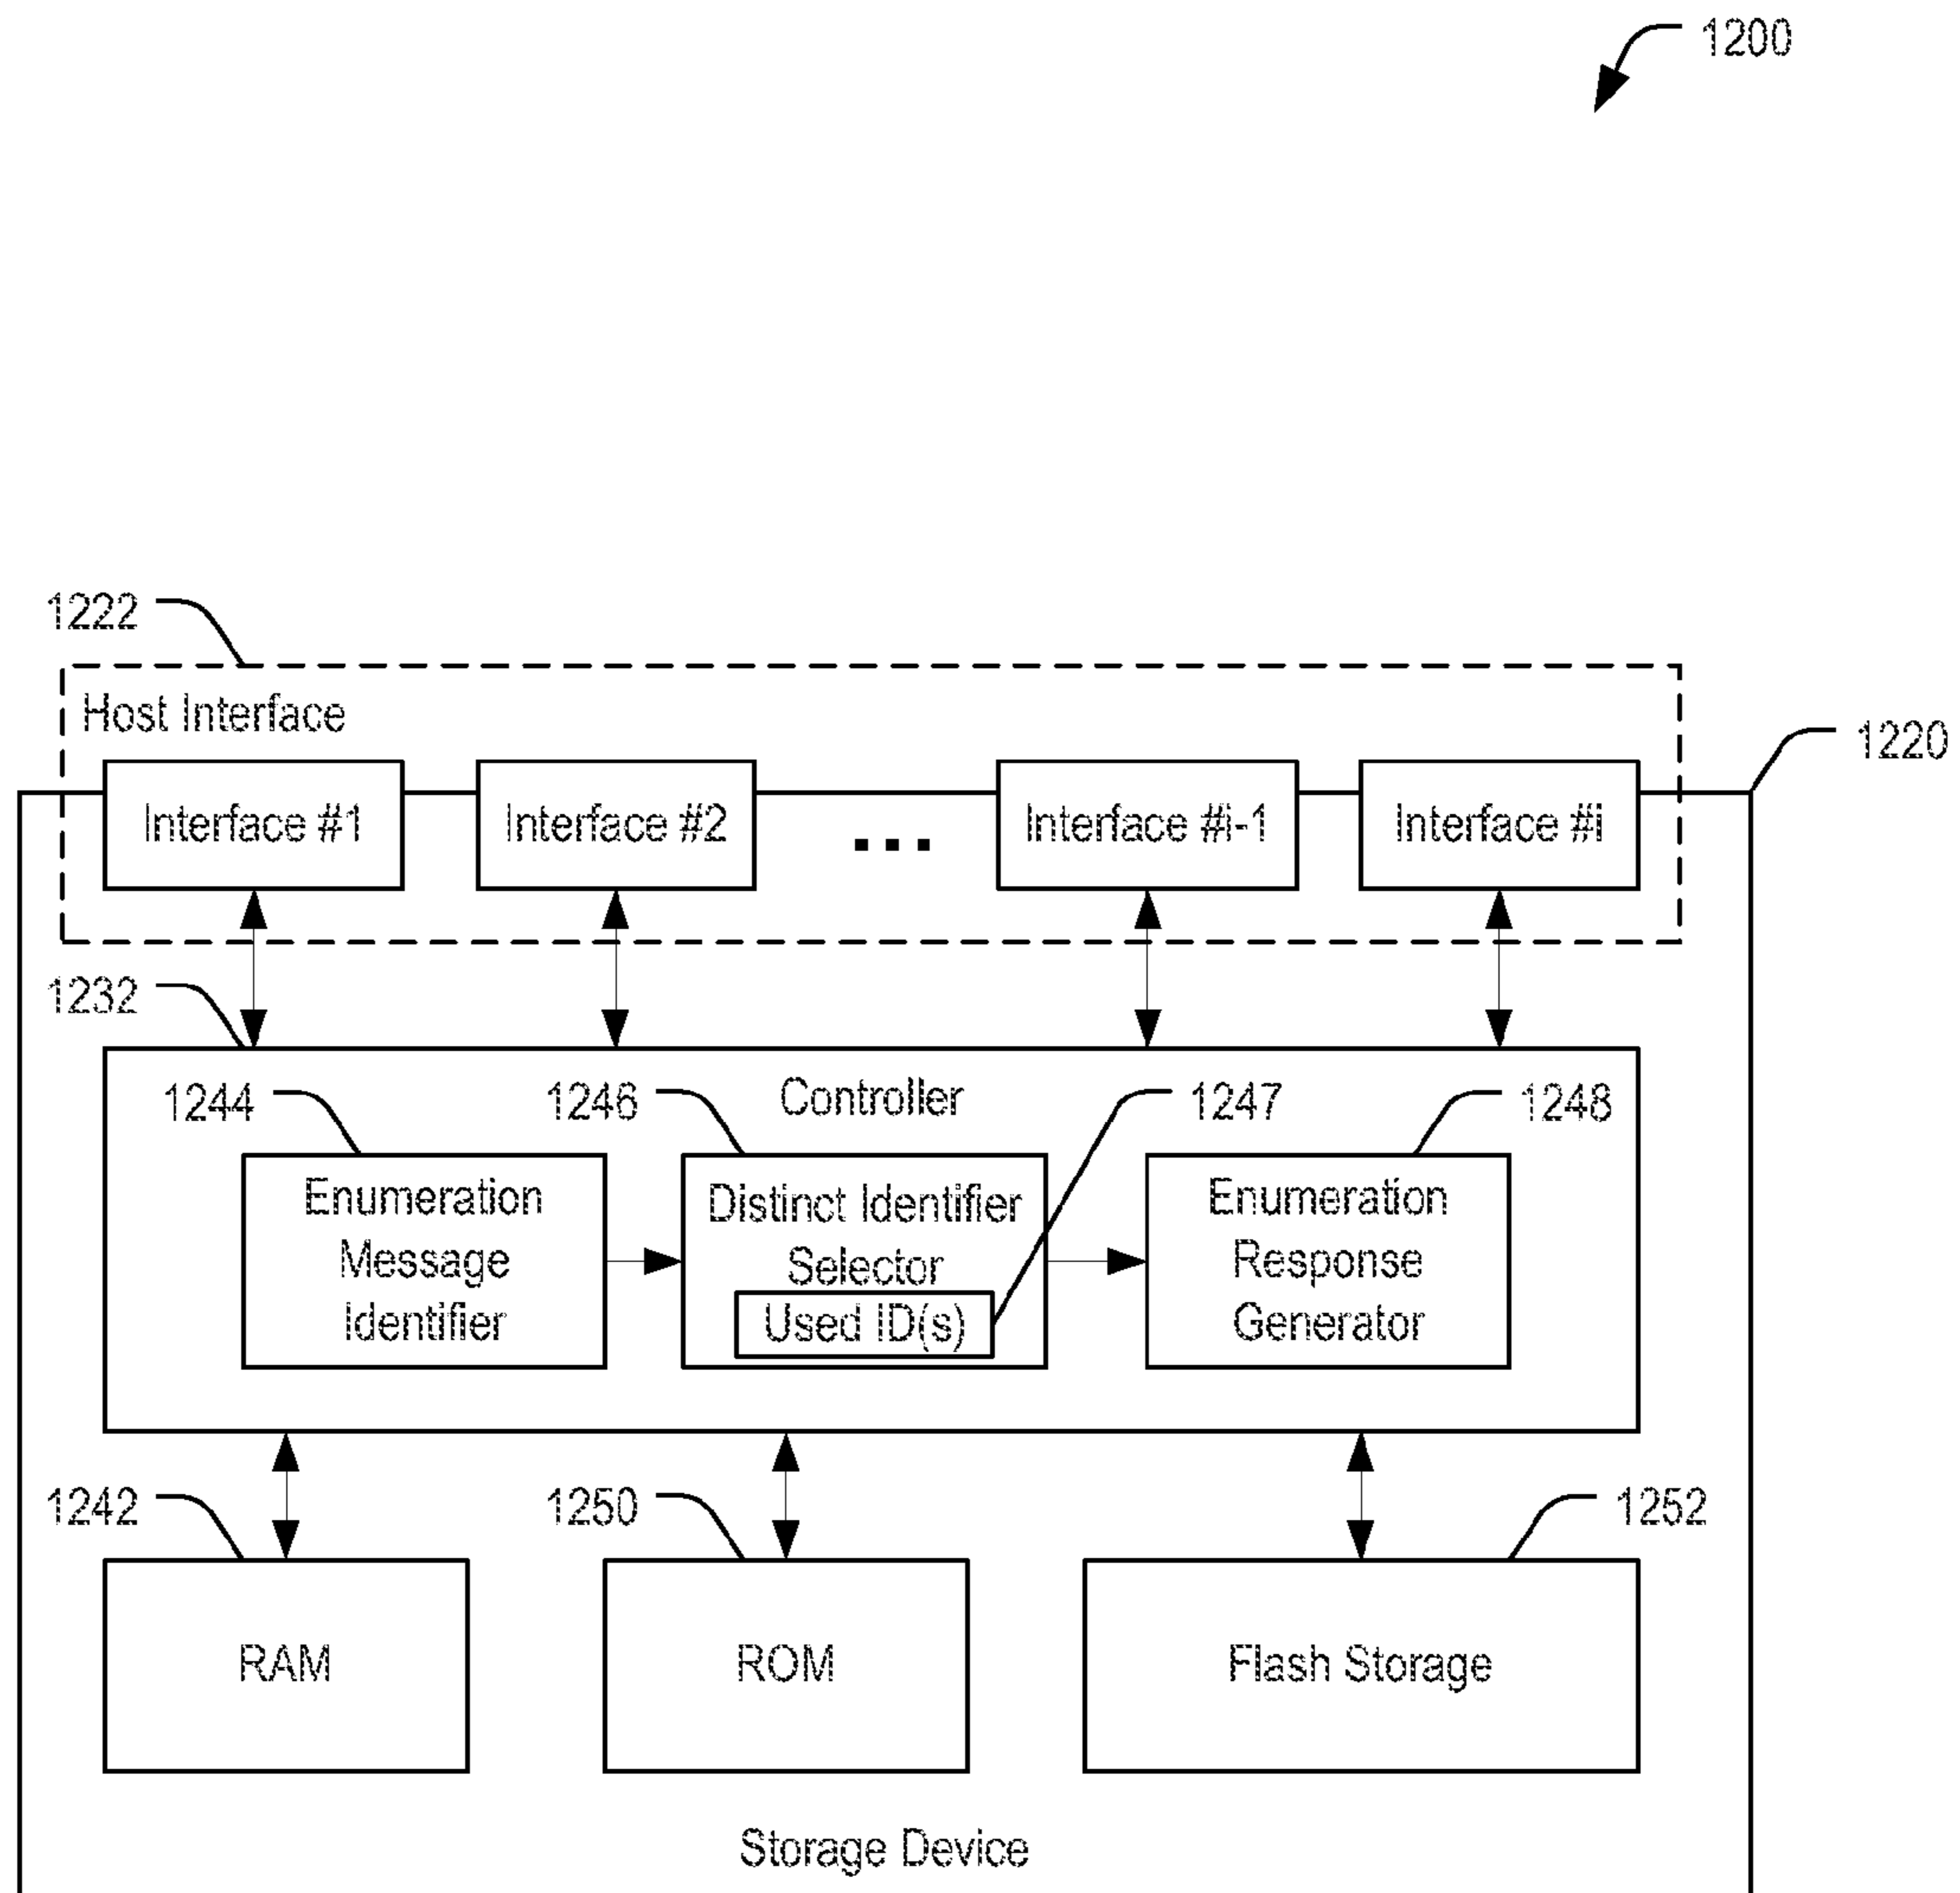 1200
1222
Host Interface
1220
Interface #1
Interface #2
...
Interface #i-1
Interface #i
1232
Controller
1244
1246
1247
1248
Enumeration
Message
Identifier
Distinct Identifier
Selector
Used ID(s)
Enumeration
Response
Generator
1242
1250
1252
RAM
ROM
Flash Storage
Storage Device